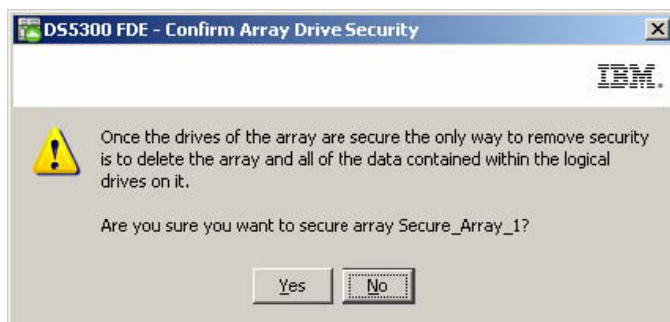 DS5300 FDE - Confirm Array Drive Security
IBM.
Once the drives of the array are secure the only way to remove security
is to delete the array and all of the data contained within the logical
drives on it.
Are you sure you want to secure array Secure_Array_1?
Yes No